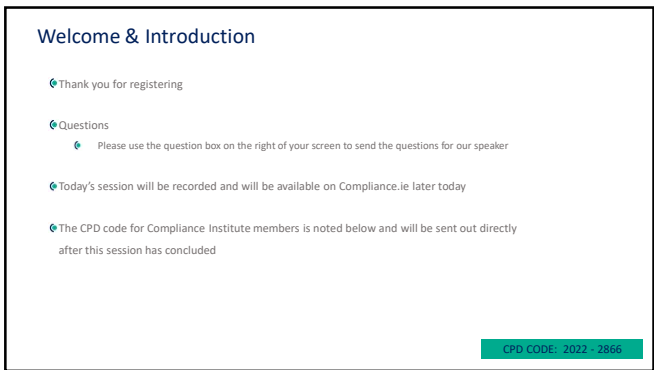 Welcome & Introduction
Thank you for registering
Questions
Please use the question box on the right of your screen to send the questions for our speaker
Today's session will be recorded and will be available on Compliance.ie later today
The CPD code for Compliance Institute members is noted below and will be sent out directly
after this session has concluded
CPD CODE: 2022 - 2866